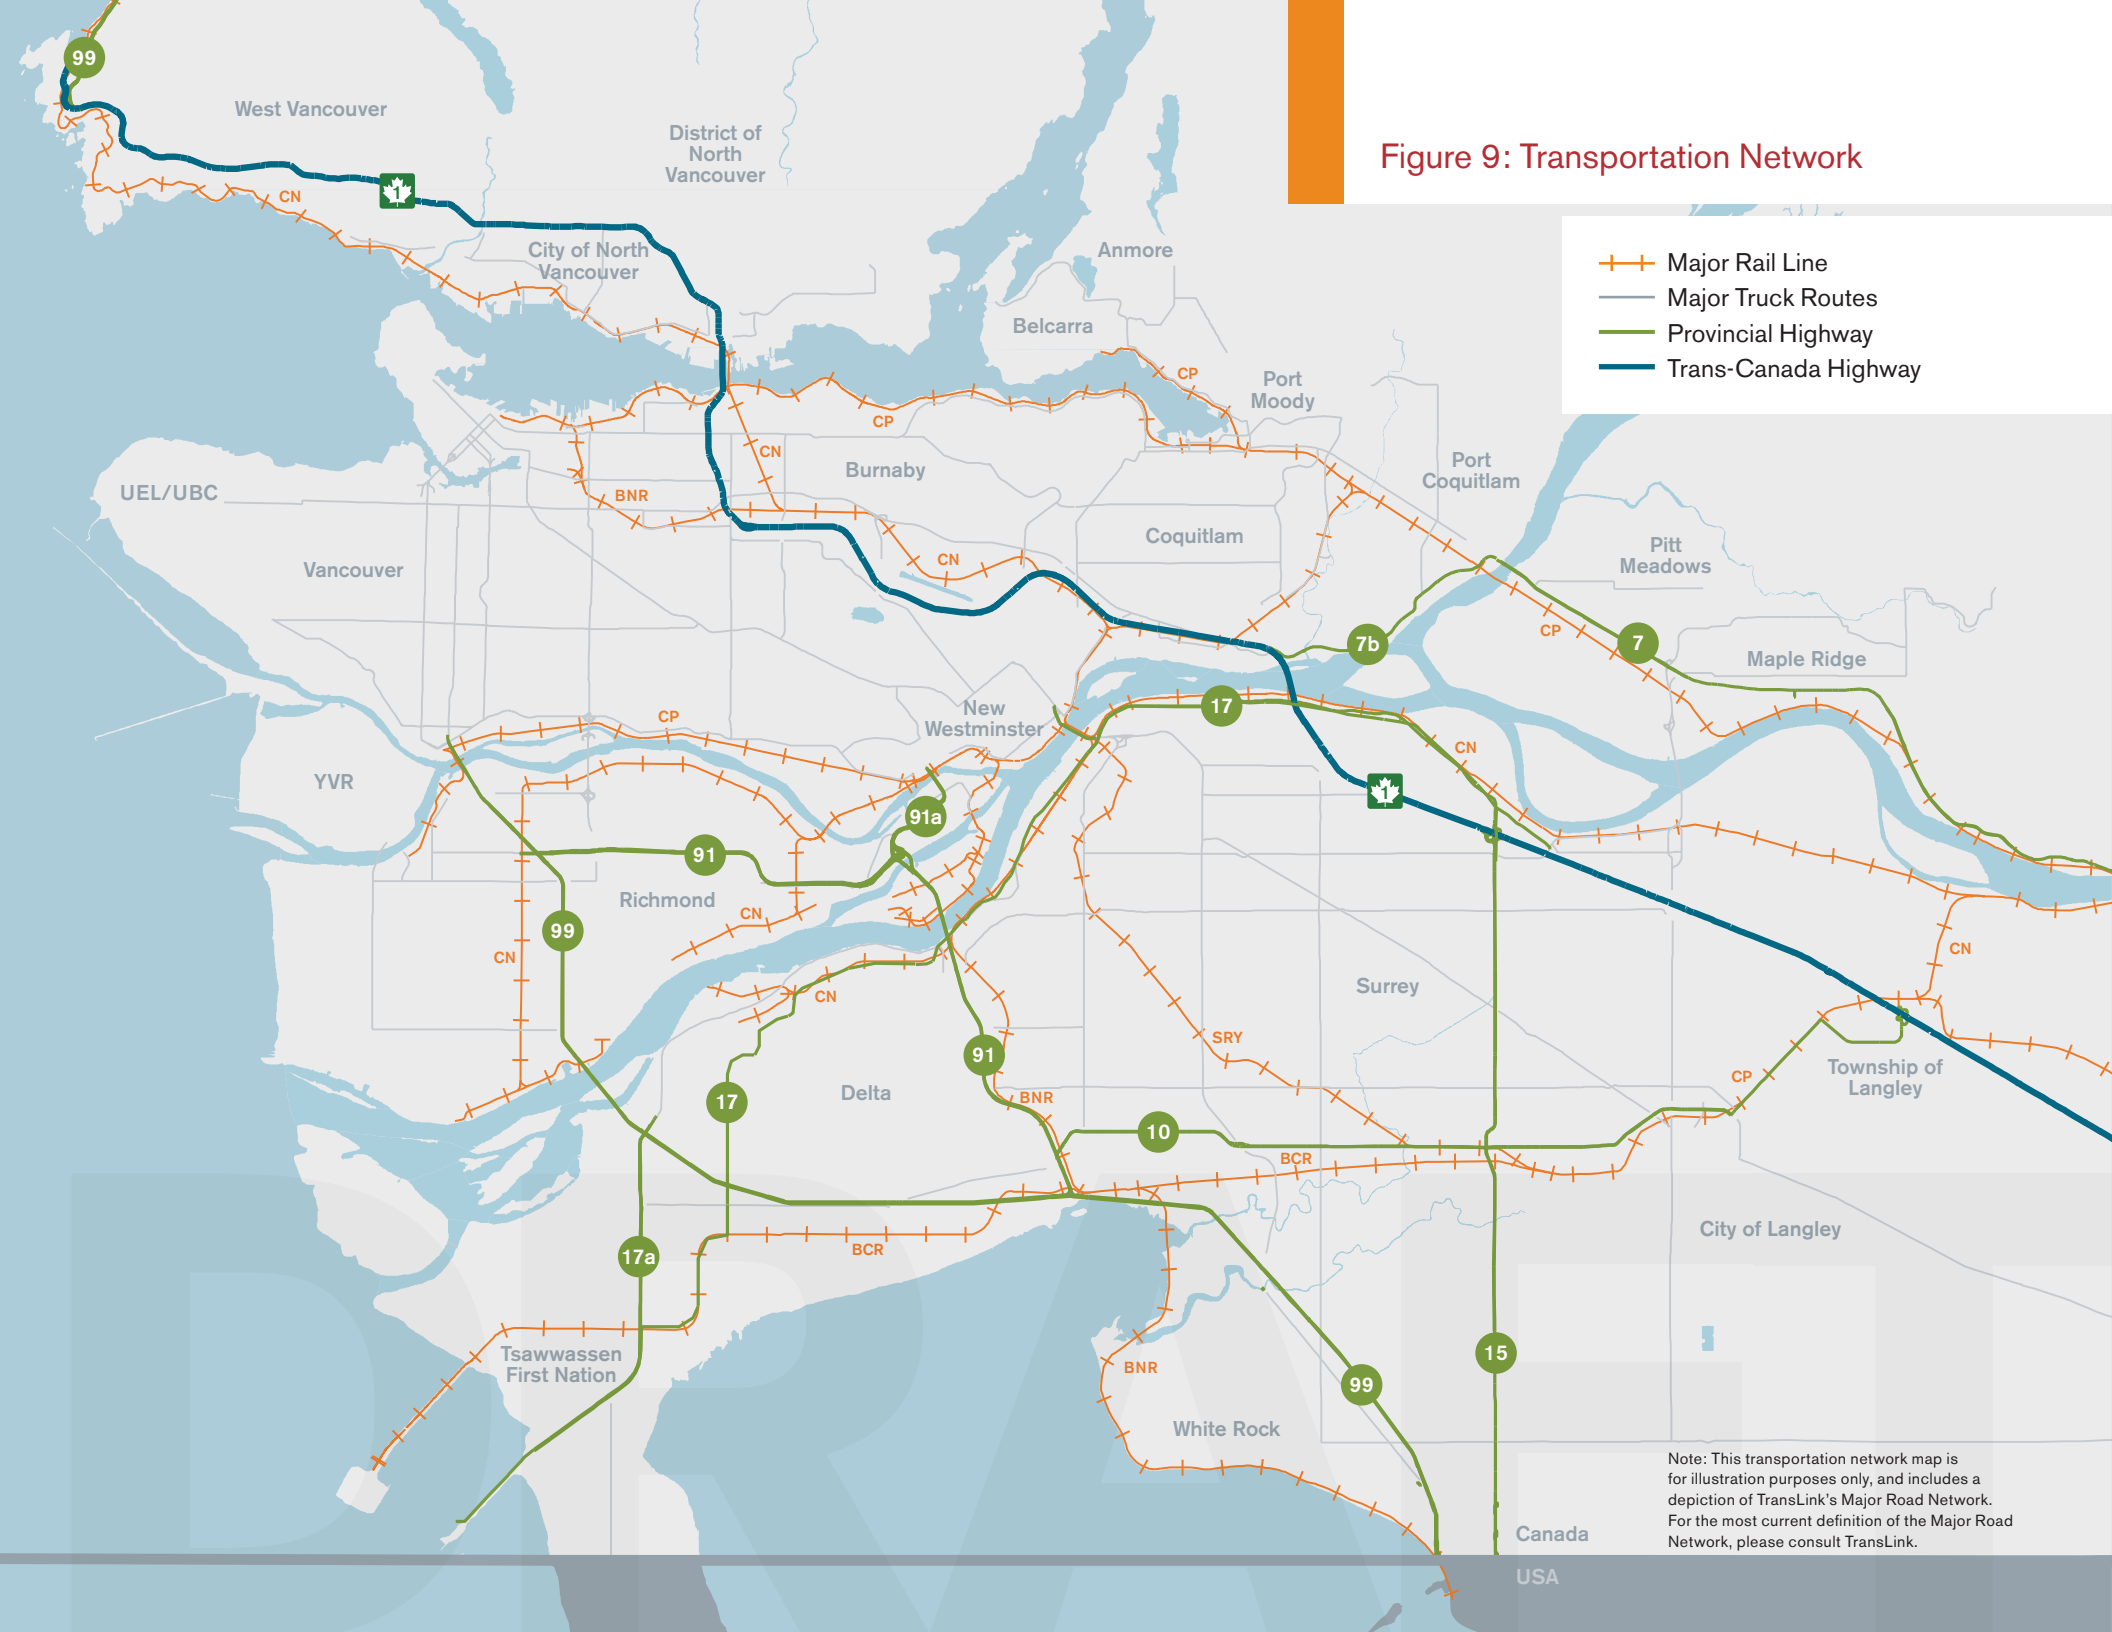 Figure 9: Transportation Network
Major Rail Line
Major Truck Routes
Provincial Highway
Trans-Canada Highway
99
West Vancouver
District of
North
Vancouver
CN
1
City of North
Vancouver
Anmore
Belcarra
CP
Port
Moody
CP
CN
Burnaby
BNR
UEL/UBC
Port
Coquitlam
Coquitlam
CN
Vancouver
Pitt
Meadows
CP
7b
7
Maple Ridge
17
New
Westminster
CP
CN
YVR
1
91a
91
Richmond
CN
99
CN
CN
CN
Surrey
SRY
91
BNR
Delta
17
CP
Township of
Langley
10
BCR
City of Langley
17a
BCR
Tsawwassen
First Nation
BNR
15
99
White Rock
Note: This transportation network map is
for illustration purposes only, and includes a
depiction of TransLink's Major Road Network.
For the most current definition of the Major Road
Network, please consult TransLink.
Canada
USA
DRAFT